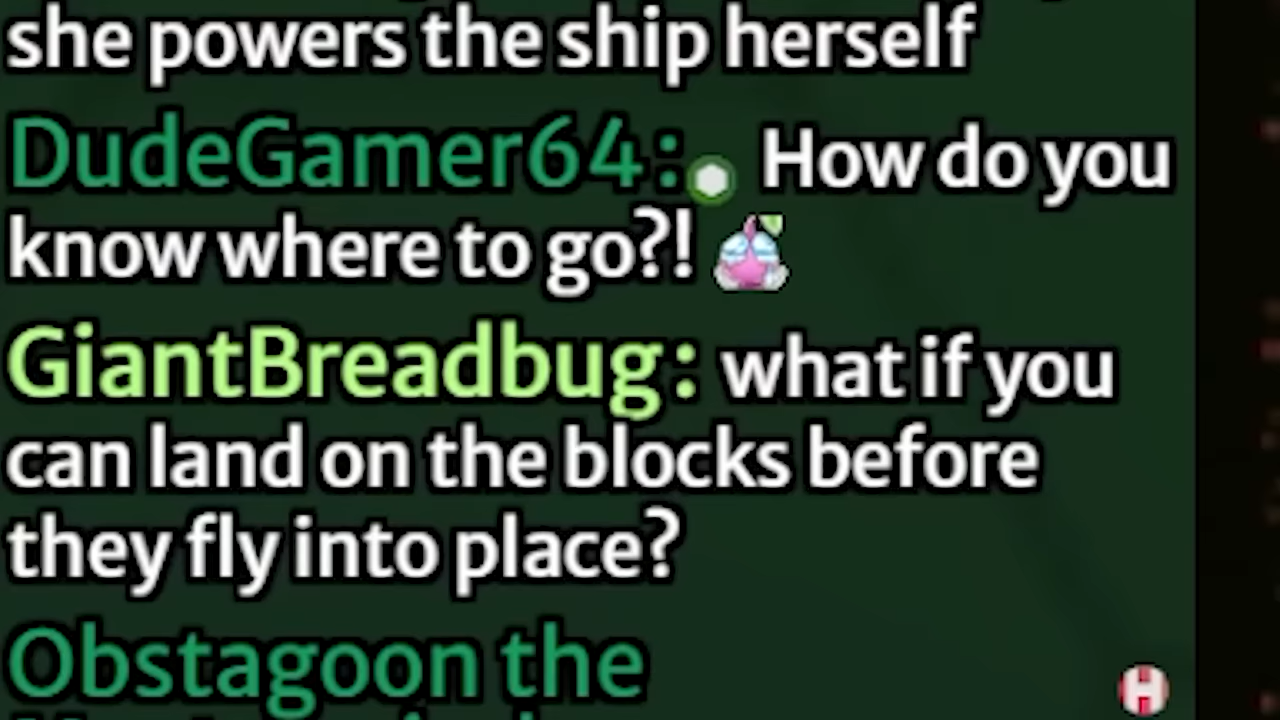 she powers the ship herself
DudeGamer64: How do you
know where to go?!
GiantBreadbug: what if you
can land on the blocks before
they fly into place?
Obstagoon the
H